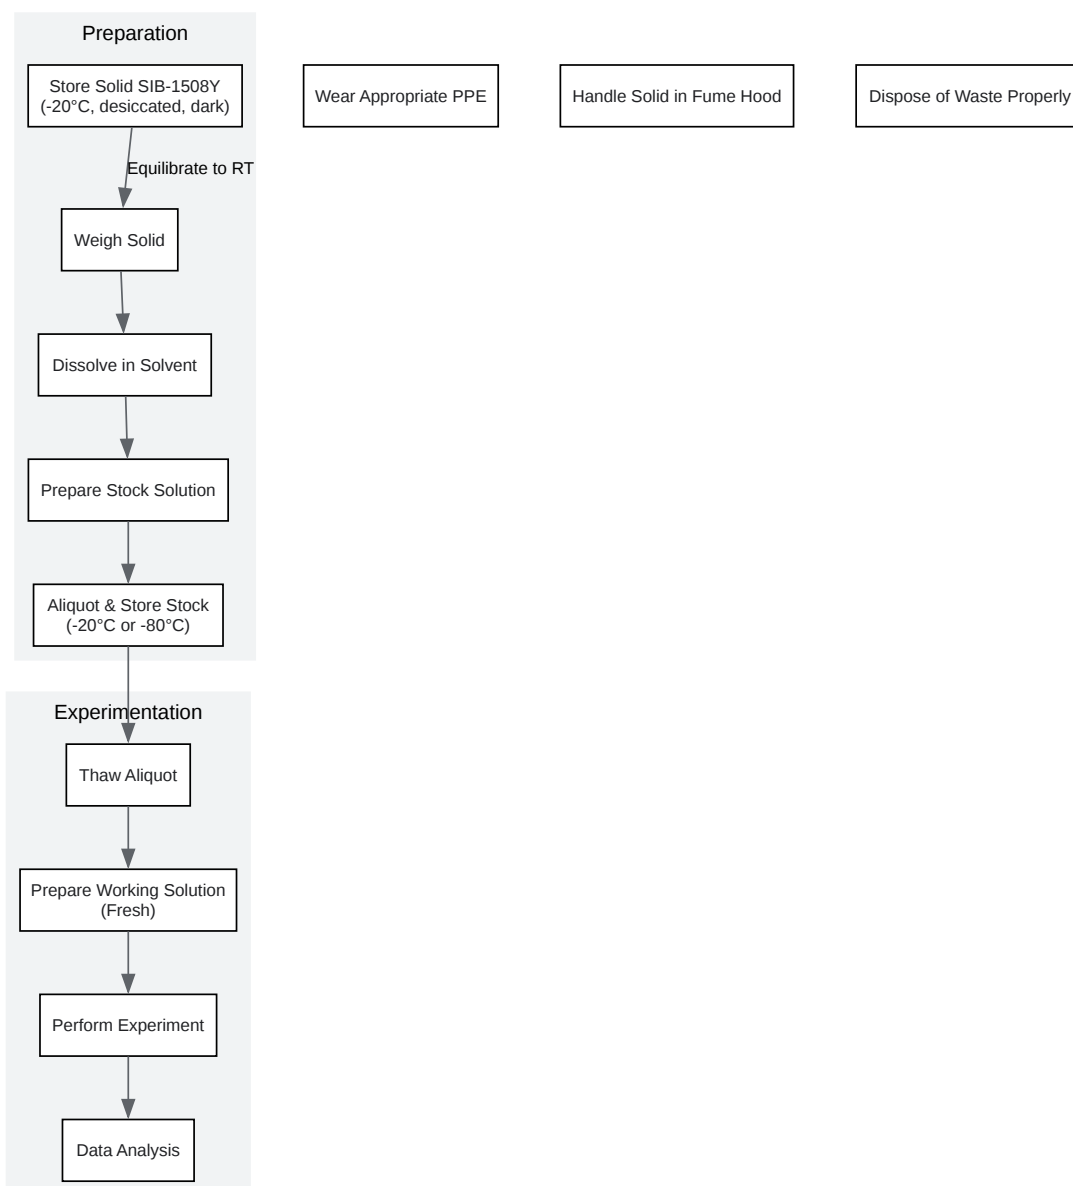 Preparation
Store Solid SIB-1508Y
(-20°C, desiccated, dark)
Wear Appropriate PPE
Handle Solid in Fume Hood
Dispose of Waste Properly
Equilibrate to RT
Weigh Solid
Dissolve in Solvent
Prepare Stock Solution
Aliquot & Store Stock
(-20°C or -80°C)
Experimentation
Thaw Aliquot
Prepare Working Solution
(Fresh)
Perform Experiment
Data Analysis